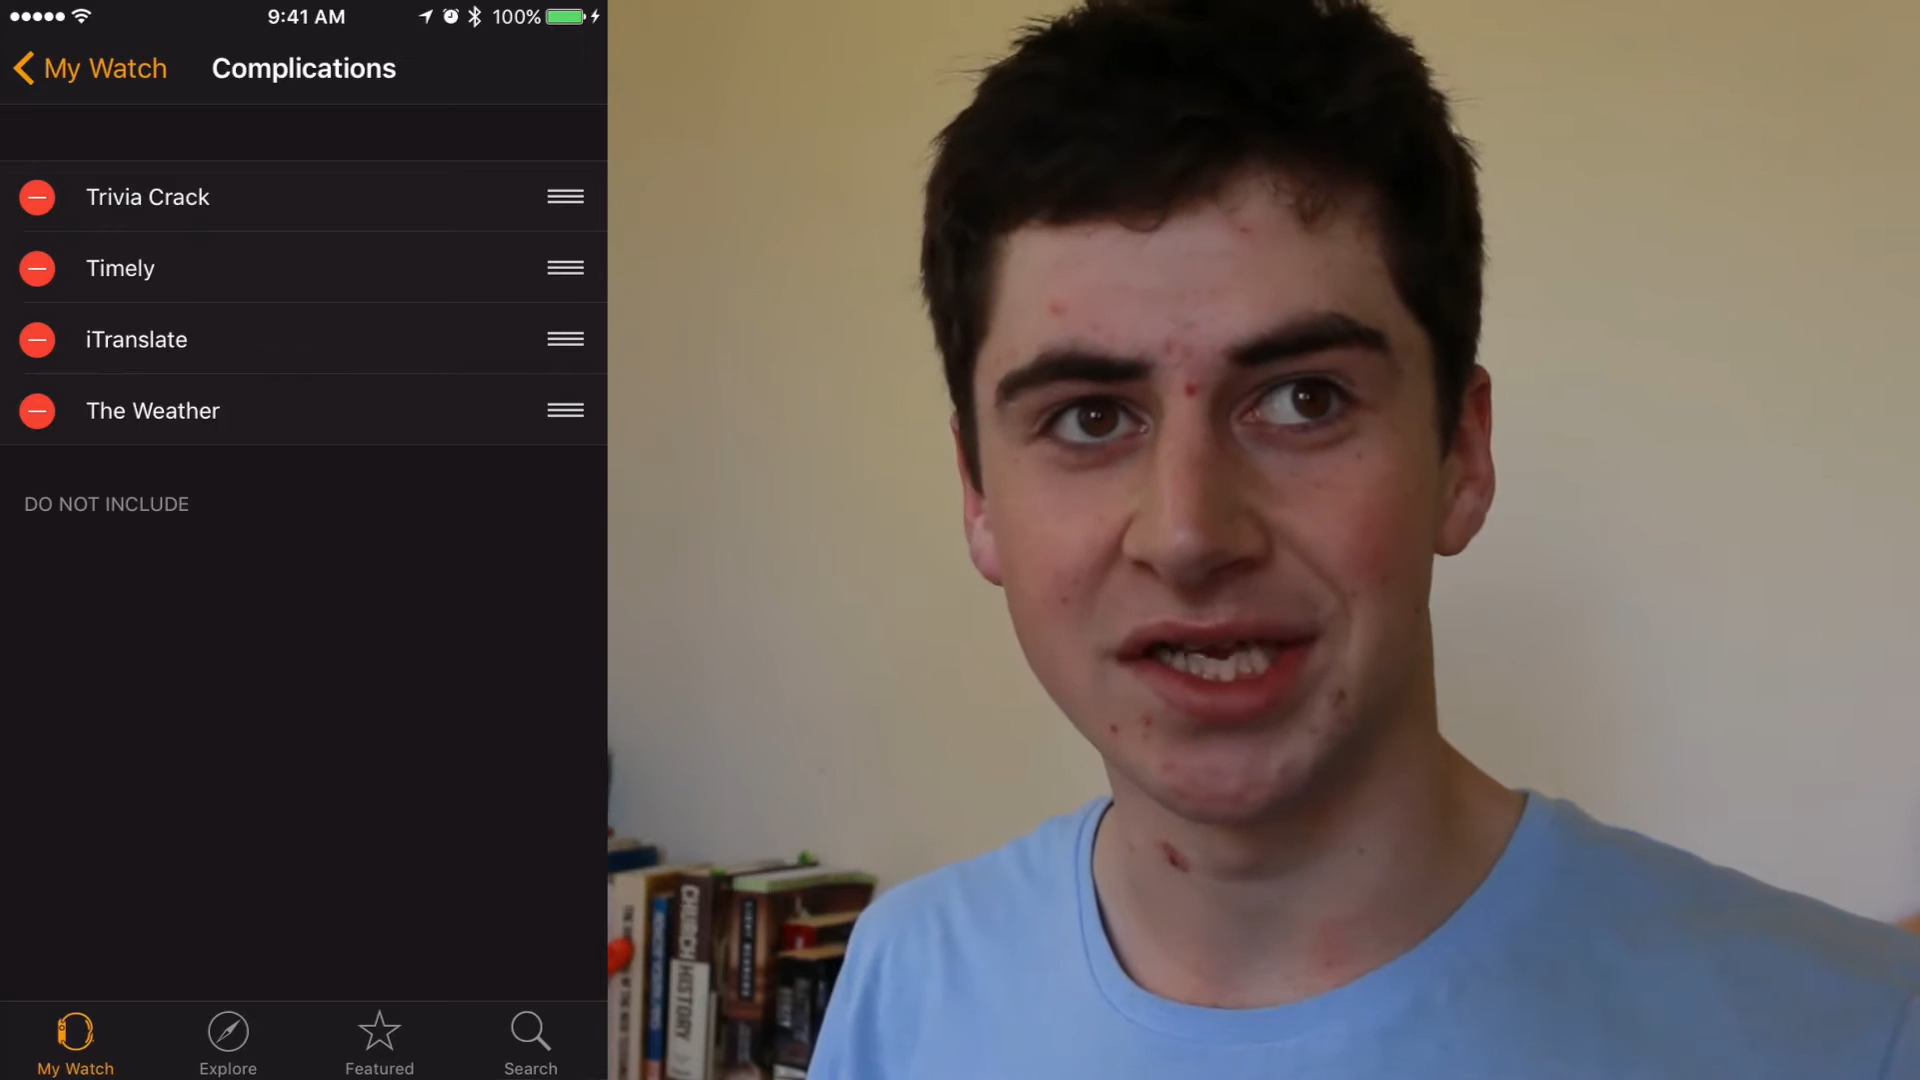 9:41 AM
100%
My Watch
Complications
Trivia Crack
Timely
iTranslate
The Weather
DO NOT INCLUDE
My Watch
Explore
Featured
Search
CHURCH HISTORY